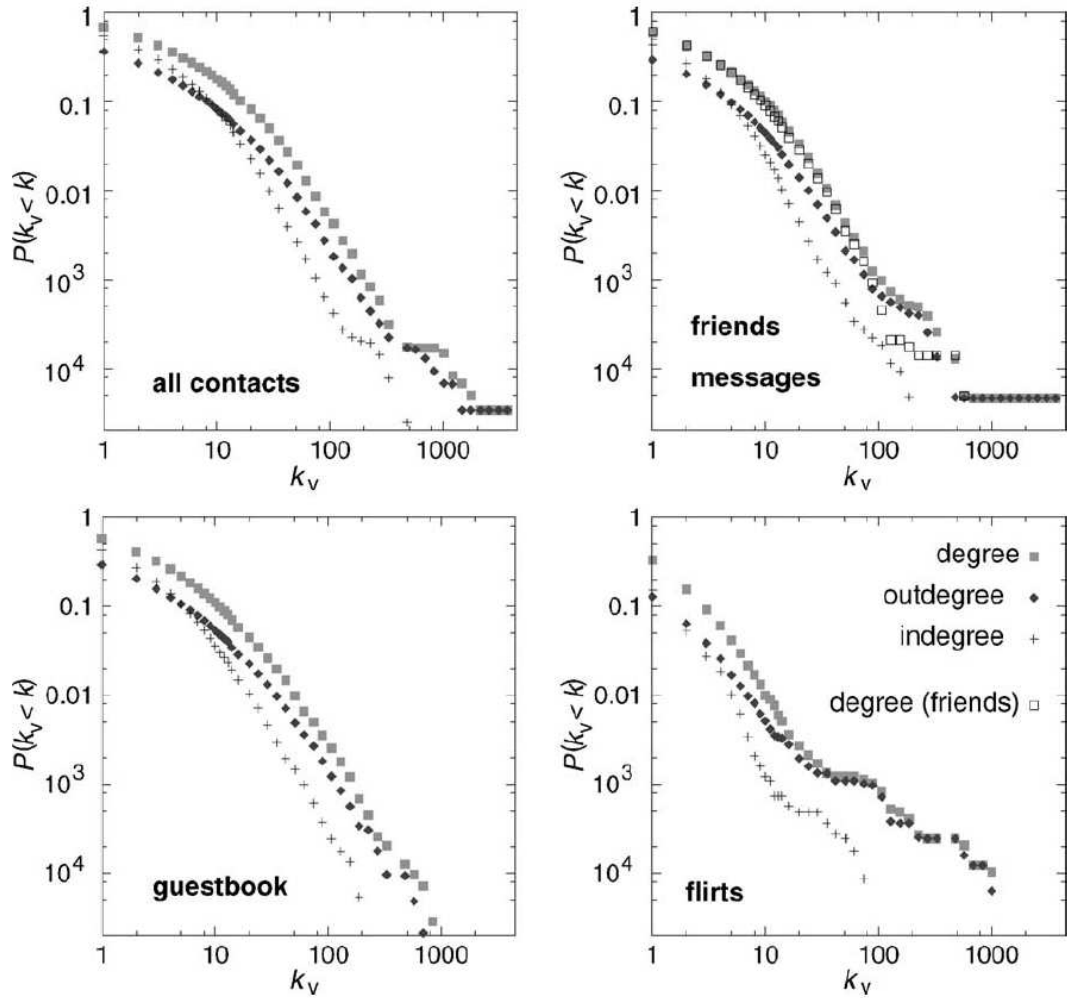 1
0.1
0.01
10³
10⁴
P(kᵥ < k)
all contacts
1 10 100 1000
kᵥ
1
0.1
0.01
10³
10⁴
P(kᵥ < k)
friends
messages
1 10 100 1000
kᵥ
1
0.1
0.01
10³
10⁴
P(kᵥ < k)
guestbook
1 10 100 1000
kᵥ
1
0.1
0.01
10³
10⁴
P(kᵥ < k)
degree
outdegree
indegree
degree (friends)
flirts
1 10 100 1000
kᵥ